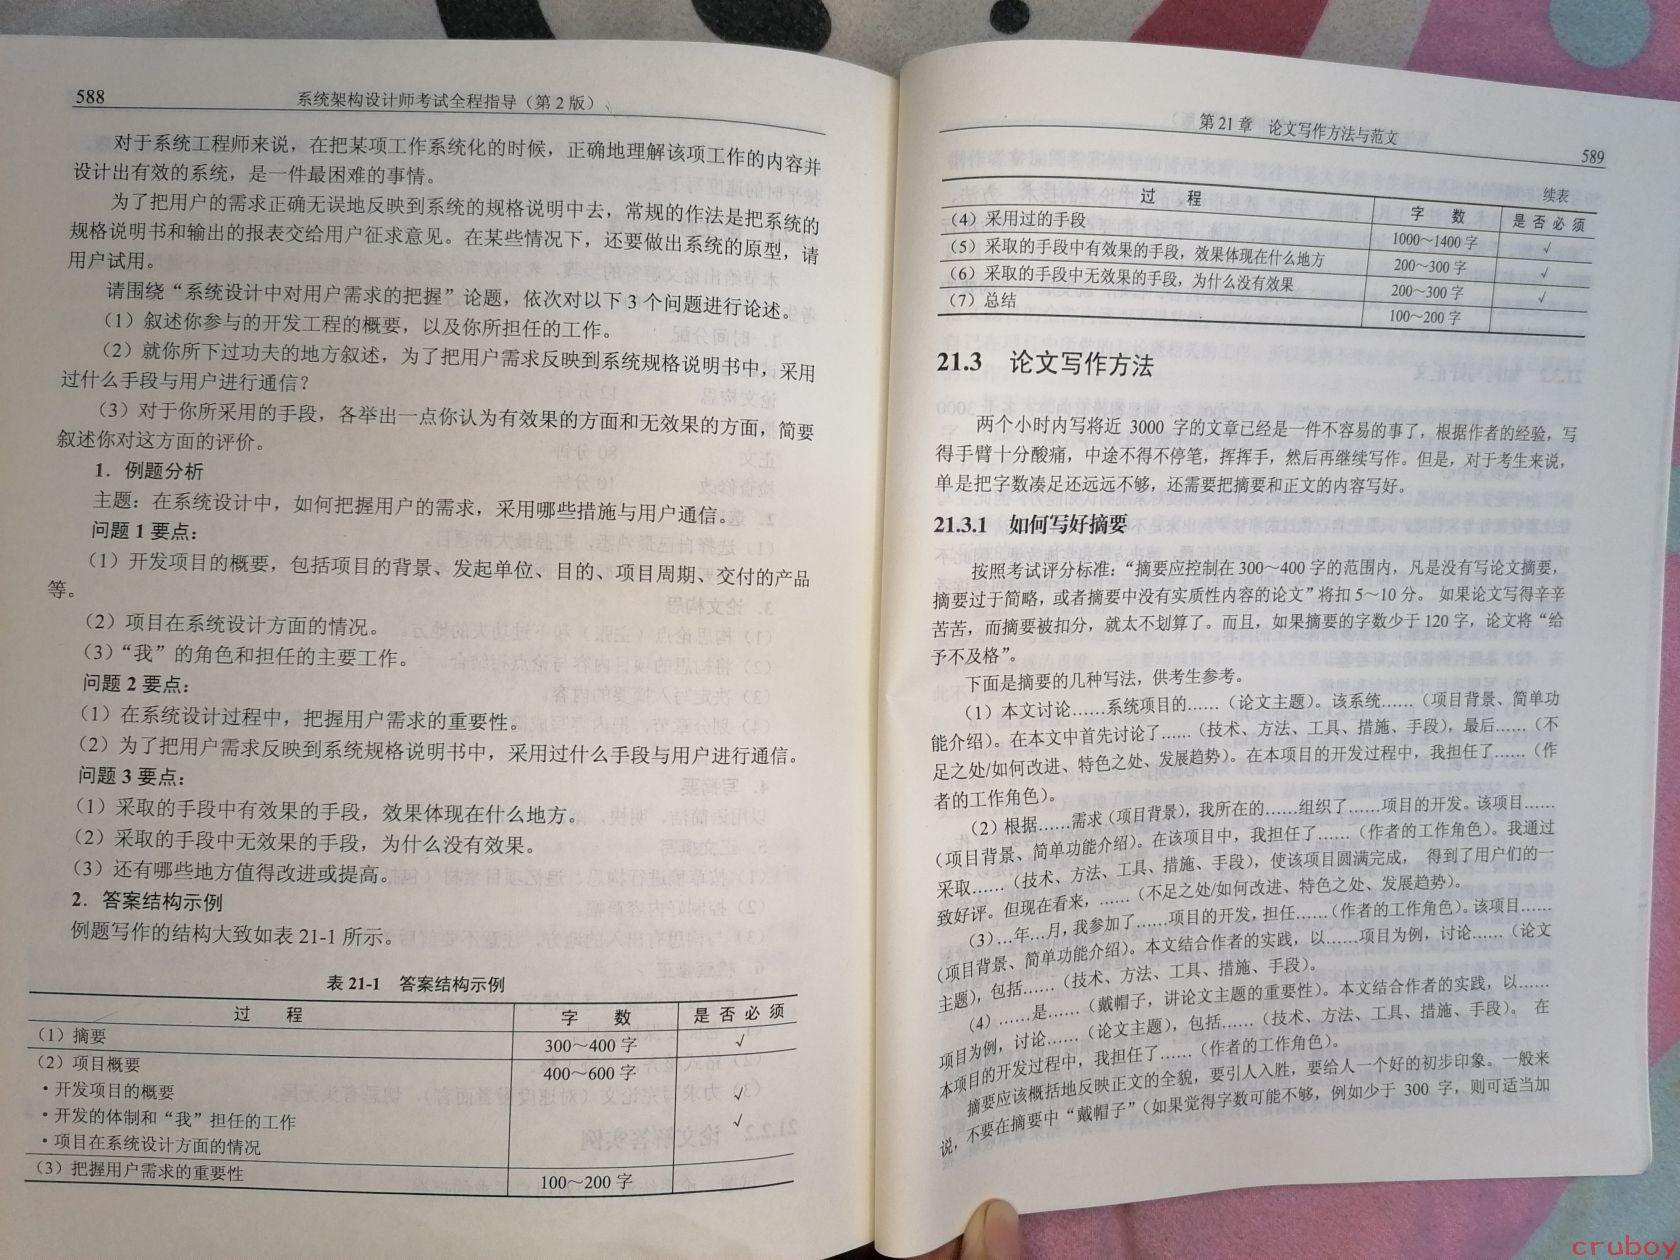 588
系统架构设计师考试全程指导（第2版）
对于系统工程师来说，在把某项工作系统化的时候，正确地理解该项工作的内容并
设计出有效的系统，是一件最困难的事情。
为了把用户的需求正确无误地反映到系统的规格说明中去，常规的作法是把系统的
规格说明书和输出的报表交给用户征求意见。在某些情况下，还要做出系统的原型，请
用户试用。
请围绕“系统设计中对用户需求的把握”论题，依次对以下3个问题进行论述。
（1）叙述你参与的开发工程的概要，以及你所担任的工作。
（2）就你所下过功夫的地方叙述，为了把用户需求反映到系统规格说明书中，采用
过什么手段与用户进行通信？
（3）对于你所采用的手段，各举出一点你认为有效果的方面和无效果的方面，简要
叙述你对这方面的评价。
1．例题分析
主题：在系统设计中，如何把握用户的需求，采用哪些措施与用户通信。
问题1要点：
（1）开发项目的概要，包括项目的背景、发起单位、目的、项目周期、交付的产品
等。
（2）项目在系统设计方面的情况。
（3）“我”的角色和担任的主要工作。
问题2要点：
（1）在系统设计过程中，把握用户需求的重要性。
（2）为了把用户需求反映到系统规格说明书中，采用过什么手段与用户进行通信。
问题3要点：
（1）采取的手段中有效果的手段，效果体现在什么地方。
（2）采取的手段中无效果的手段，为什么没有效果。
（3）还有哪些地方值得改进或提高。
2．答案结构示例
例题写作的结构大致如表21-1所示。
表21-1 答案结构示例
过 程 字 数 是否必须
（1）摘要 300～400字 √
（2）项目概要 400～600字
·开发项目的概要 √
·开发的体制和“我”担任的工作 √
·项目在系统设计方面的情况
（3）把握用户需求的重要性 100～200字
第21章 论文写作方法与范文
589
续表
过 程 字 数 是否必须
（4）采用过的手段 1000～1400字 √
（5）采取的手段中有效果的手段，效果体现在什么地方 200～300字 √
（6）采取的手段中无效果的手段，为什么没有效果 200～300字 √
（7）总结 100～200字
21.3 论文写作方法
两个小时内写将近3000字的文章已经是一件不容易的事了，根据作者的经验，写
得手臂十分酸痛，中途不得不停笔，挥挥手，然后再继续写作。但是，对于考生来说，
单是把字数凑足还远远不够，还需要把摘要和正文的内容写好。
21.3.1 如何写好摘要
按照考试评分标准：“摘要应控制在300～400字的范围内，凡是没有写论文摘要，
摘要过于简略，或者摘要中没有实质性内容的论文”将扣5～10分。如果论文写得辛辛
苦苦，而摘要被扣分，就太不划算了。而且，如果摘要的字数少于120字，论文将“给
予不及格”。
下面是摘要的几种写法，供考生参考。
（1）本文讨论……系统项目的……（论文主题）。该系统……（项目背景、简单功
能介绍）。在本文中首先讨论了……（技术、方法、工具、措施、手段），最后……（不
足之处/如何改进、特色之处、发展趋势）。在本项目的开发过程中，我担任了……（作
者的工作角色）。
（2）根据……需求（项目背景），我所在的……组织了……项目的开发。该项目……
（项目背景、简单功能介绍）。在该项目中，我担任了……（作者的工作角色）。我通过
采取……（技术、方法、工具、措施、手段），使该项目圆满完成，得到了用户们的一
致好评。但现在看来，……（不足之处/如何改进、特色之处、发展趋势）。
（3）…年…月，我参加了……项目的开发，担任……（作者的工作角色）。该项目……
（项目背景、简单功能介绍）。本文结合作者的实践，以……项目为例，讨论……（论文
主题），包括……（技术、方法、工具、措施、手段）。
（4）……是……（戴帽子，讲论文主题的重要性）。本文结合作者的实践，以……
项目为例，讨论……（论文主题），包括……（技术、方法、工具、措施、手段）。在
本项目的开发过程中，我担任了……（作者的工作角色）。
摘要应该概括地反映正文的全貌，要引人入胜，要给人一个好的初步印象。一般来
说，不要在摘要中“戴帽子”（如果觉得字数可能不够，例如少于300字，则可适当加
cruboy